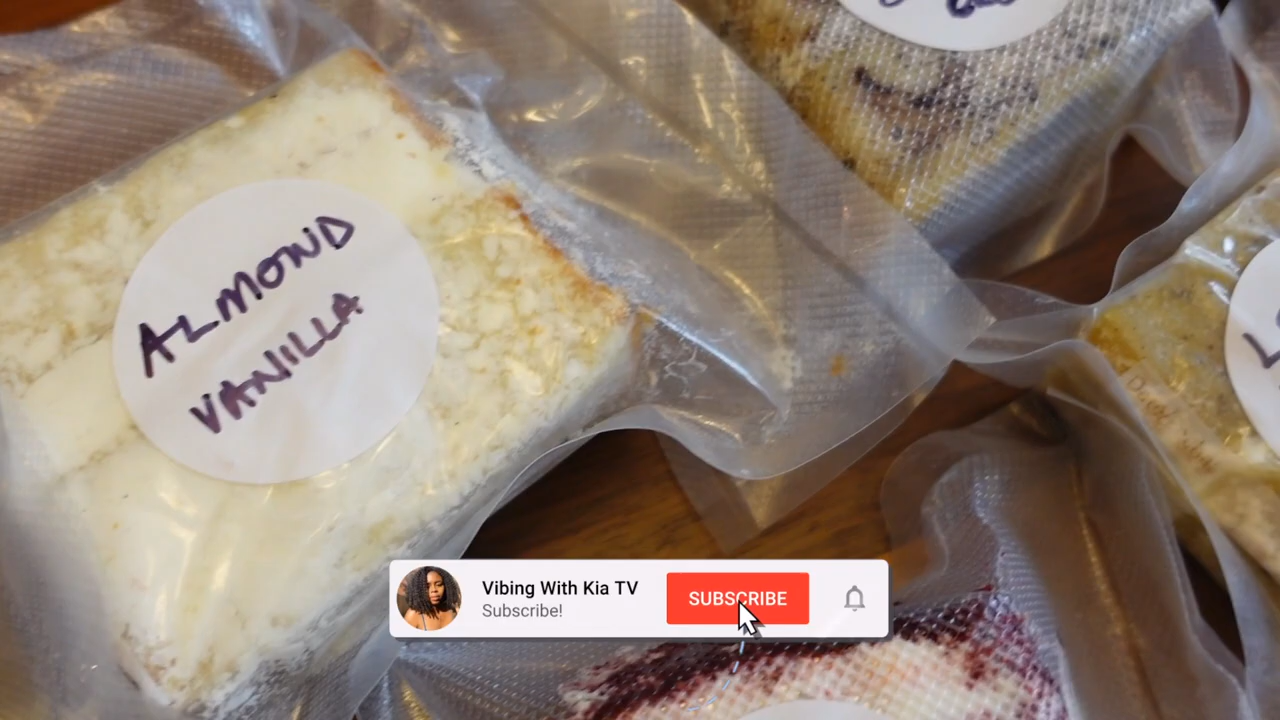 ALMOND
VANILLA
Vibing With Kia TV
Subscribe!
SUBSCRIBE